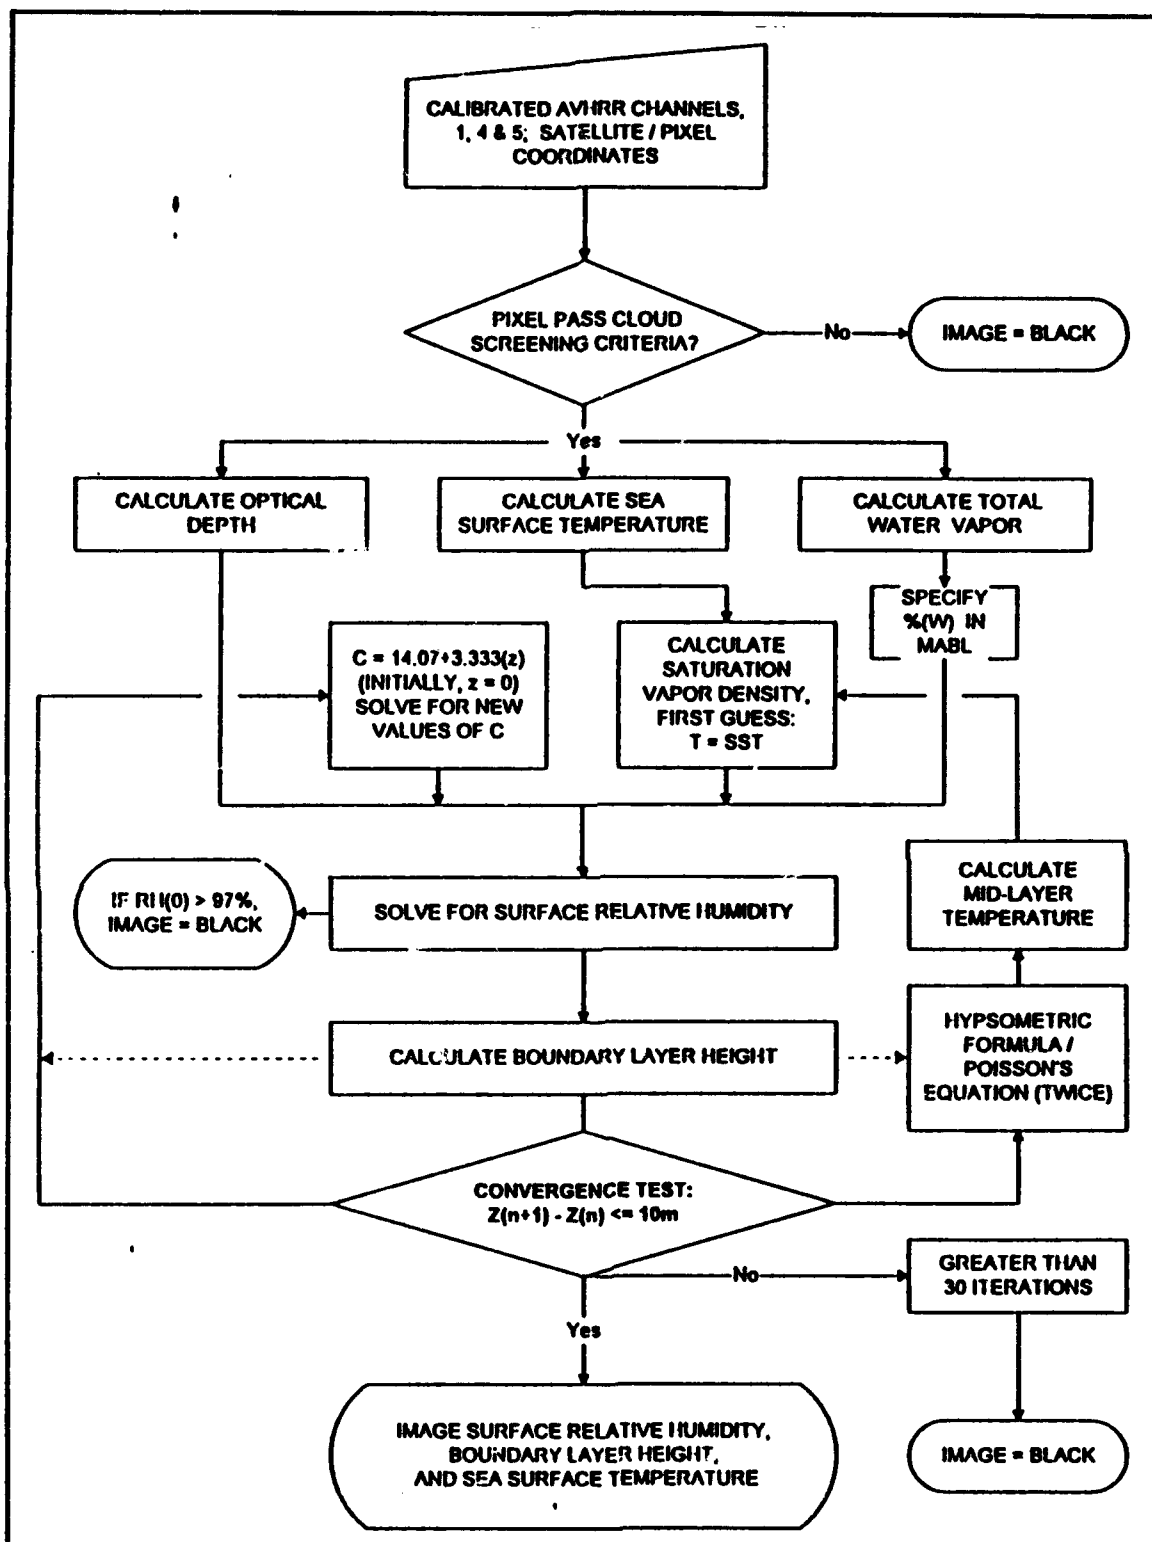 CALIBRATED AVHRR CHANNELS,
1, 4 & 5; SATELLITE / PIXEL
COORDINATES
PIXEL PASS CLOUD
SCREENING CRITERIA?
No
IMAGE = BLACK
Yes
CALCULATE OPTICAL
DEPTH
CALCULATE SEA
SURFACE TEMPERATURE
CALCULATE TOTAL
WATER VAPOR
SPECIFY
%(W) IN
MABL
C = 14.07+3.333(z)
(INITIALLY, z = 0)
SOLVE FOR NEW
VALUES OF C
CALCULATE
SATURATION
VAPOR DENSITY,
FIRST GUESS:
T = SST
IF RH(0) > 97%,
IMAGE = BLACK
SOLVE FOR SURFACE RELATIVE HUMIDITY
CALCULATE
MID-LAYER
TEMPERATURE
CALCULATE BOUNDARY LAYER HEIGHT
HYPSOMETRIC
FORMULA /
POISSON'S
EQUATION (TWICE)
CONVERGENCE TEST:
Z(n+1) - Z(n) <= 10m
No
GREATER THAN
30 ITERATIONS
Yes
IMAGE SURFACE RELATIVE HUMIDITY,
BOUNDARY LAYER HEIGHT,
AND SEA SURFACE TEMPERATURE
IMAGE = BLACK